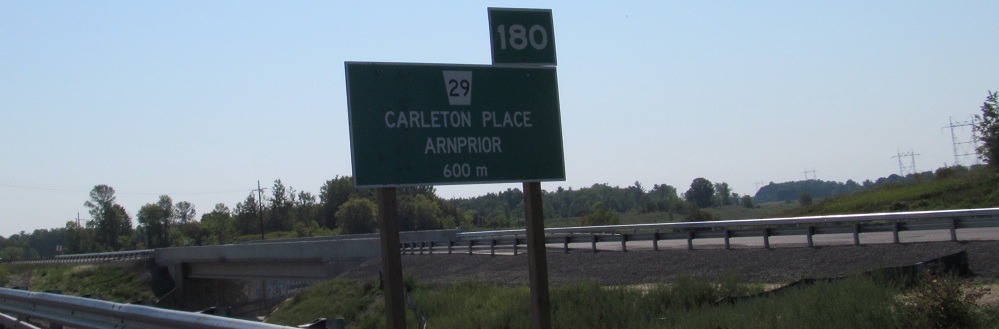 180
29
CARLETON PLACE
ARNPRIOR
600 m